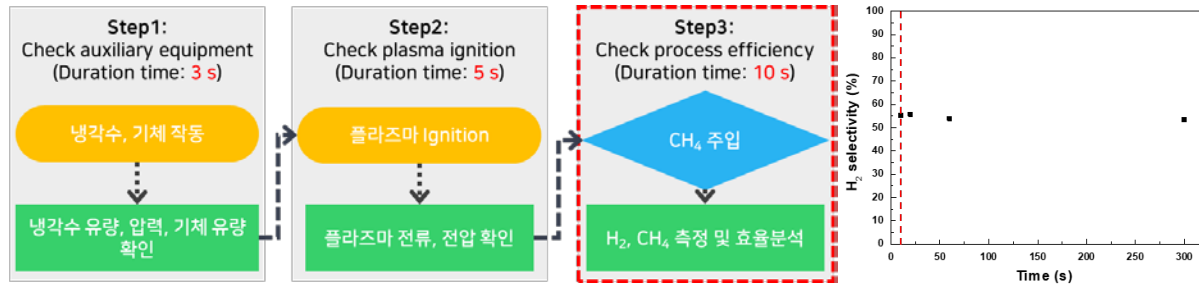 Step1:
Check auxiliary equipment
(Duration time: 3 s)
냉각수, 기체 작동
냉각수 유량, 압력, 기체 유량
확인
Step2:
Check plasma ignition
(Duration time: 5 s)
플라즈마 Ignition
플라즈마 전류, 전압 확인
Step3:
Check process efficiency
(Duration time: 10 s)
CH₄ 주입
H₂, CH₄ 측정 및 효율분석
H₂ selectivity (%)
100
90
80
70
60
50
40
30
20
10
0
0 50 100 150 200 250 300
Time (s)